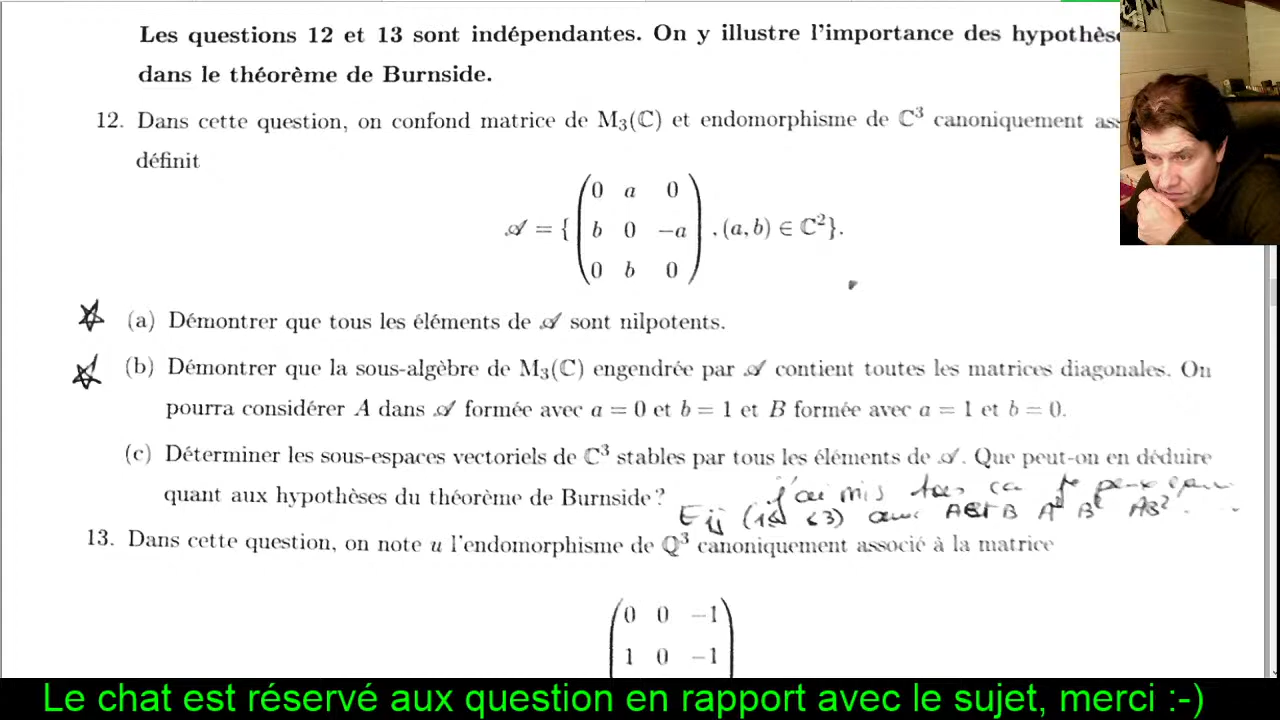 Les questions 12 et 13 sont indépendantes. On y illustre l'importance des hypothès
dans le théorème de Burnside.
12. Dans cette question, on confond matrice de M₃(ℂ) et endomorphisme de ℂ³ canoniquement ass
définit
𝒜 = { ( 0 a 0
b 0 −a
0 b 0 ) , (a, b) ∈ ℂ² }.
(a) Démontrer que tous les éléments de 𝒜 sont nilpotents.
(b) Démontrer que la sous-algèbre de M₃(ℂ) engendrée par 𝒜 contient toutes les matrices diagonales. On
pourra considérer A dans 𝒜 formée avec a = 0 et b = 1 et B formée avec a = 1 et b = 0.
(c) Déterminer les sous-espaces vectoriels de ℂ³ stables par tous les éléments de 𝒜. Que peut-on en déduire
quant aux hypothèses du théorème de Burnside ? j'ai mis
Eij
13. Dans cette question, on note u l'endomorphisme de ℚ³ canoniquement associé à la matrice
0 0 −1
1 0 −1
Le chat est réservé aux question en rapport avec le sujet, merci :-)